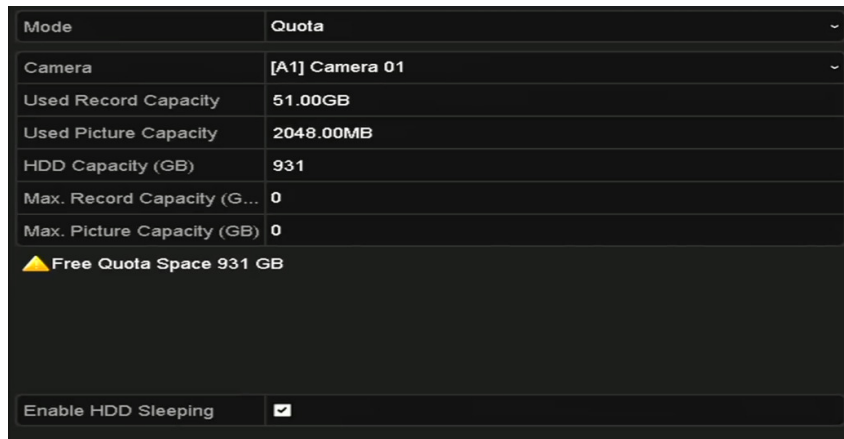 Mode Quota
Camera [A1] Camera 01
Used Record Capacity 51.00GB
Used Picture Capacity 2048.00MB
HDD Capacity (GB) 931
Max. Record Capacity (G... 0
Max. Picture Capacity (GB) 0
Free Quota Space 931 GB
Enable HDD Sleeping